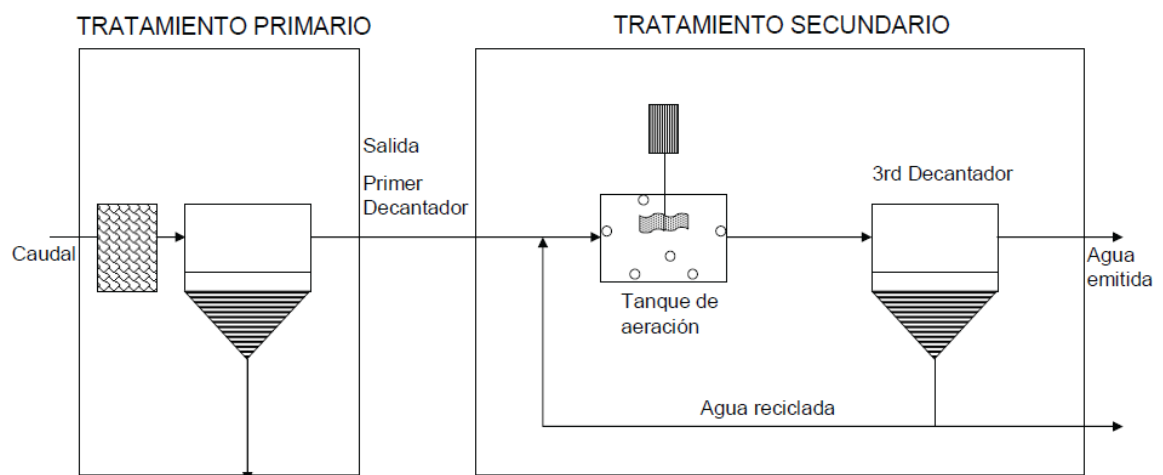 TRATAMIENTO PRIMARIO
TRATAMIENTO SECUNDARIO
Salida
Primer
Decantador
3rd Decantador
Caudal
Agua
emitida
Tanque de
aeración
Agua reciclada